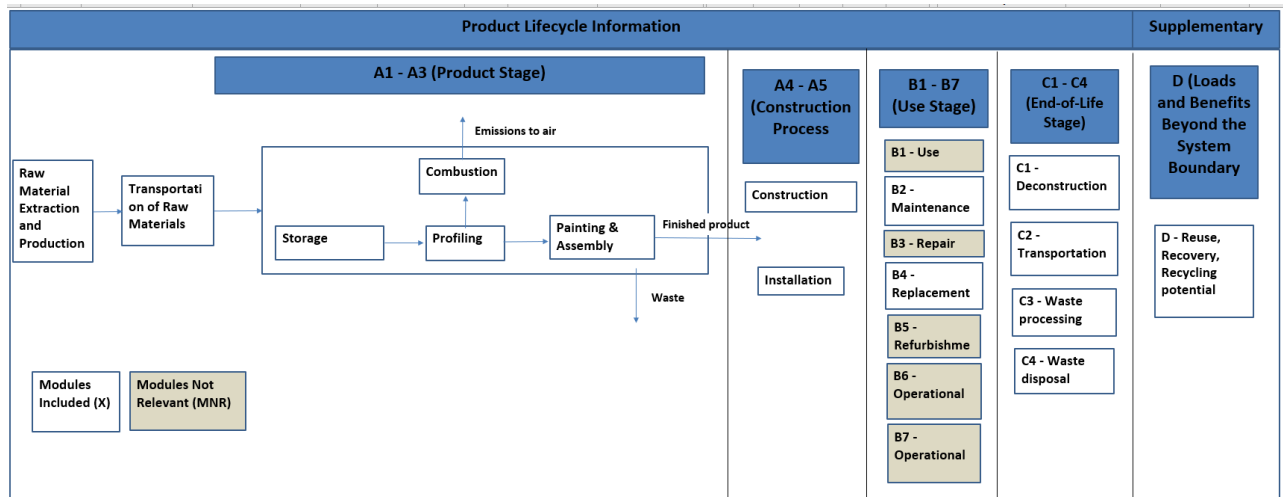 Product Lifecycle Information
Supplementary
A1 - A3 (Product Stage)
Raw
Material
Extraction
and
Production
Transportati
on of Raw
Materials
Emissions to air
Combustion
Storage
Profiling
Painting &
Assembly
Finished product
Waste
Modules
Included (X)
Modules Not
Relevant (MNR)
A4 - A5
(Construction
Process
Construction
Installation
B1 - B7
(Use Stage)
B1 - Use
B2 -
Maintenance
B3 - Repair
B4 -
Replacement
B5 -
Refurbishme
B6 -
Operational
B7 -
Operational
C1 - C4
(End-of-Life
Stage)
C1 -
Deconstruction
C2 -
Transportation
C3 - Waste
processing
C4 - Waste
disposal
D (Loads
and Benefits
Beyond the
System
Boundary
D - Reuse,
Recovery,
Recycling
potential